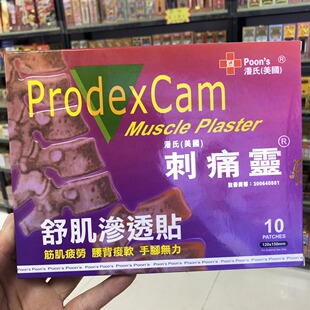 Poon's ®
潘氏(美國)
ProdexCam
Muscle Plaster
潘氏(美國)
刺痛靈®
舒肌滲透貼
筋肌疲勞 腰背痠軟 手腳無力
10
PATCHES
120x150mm